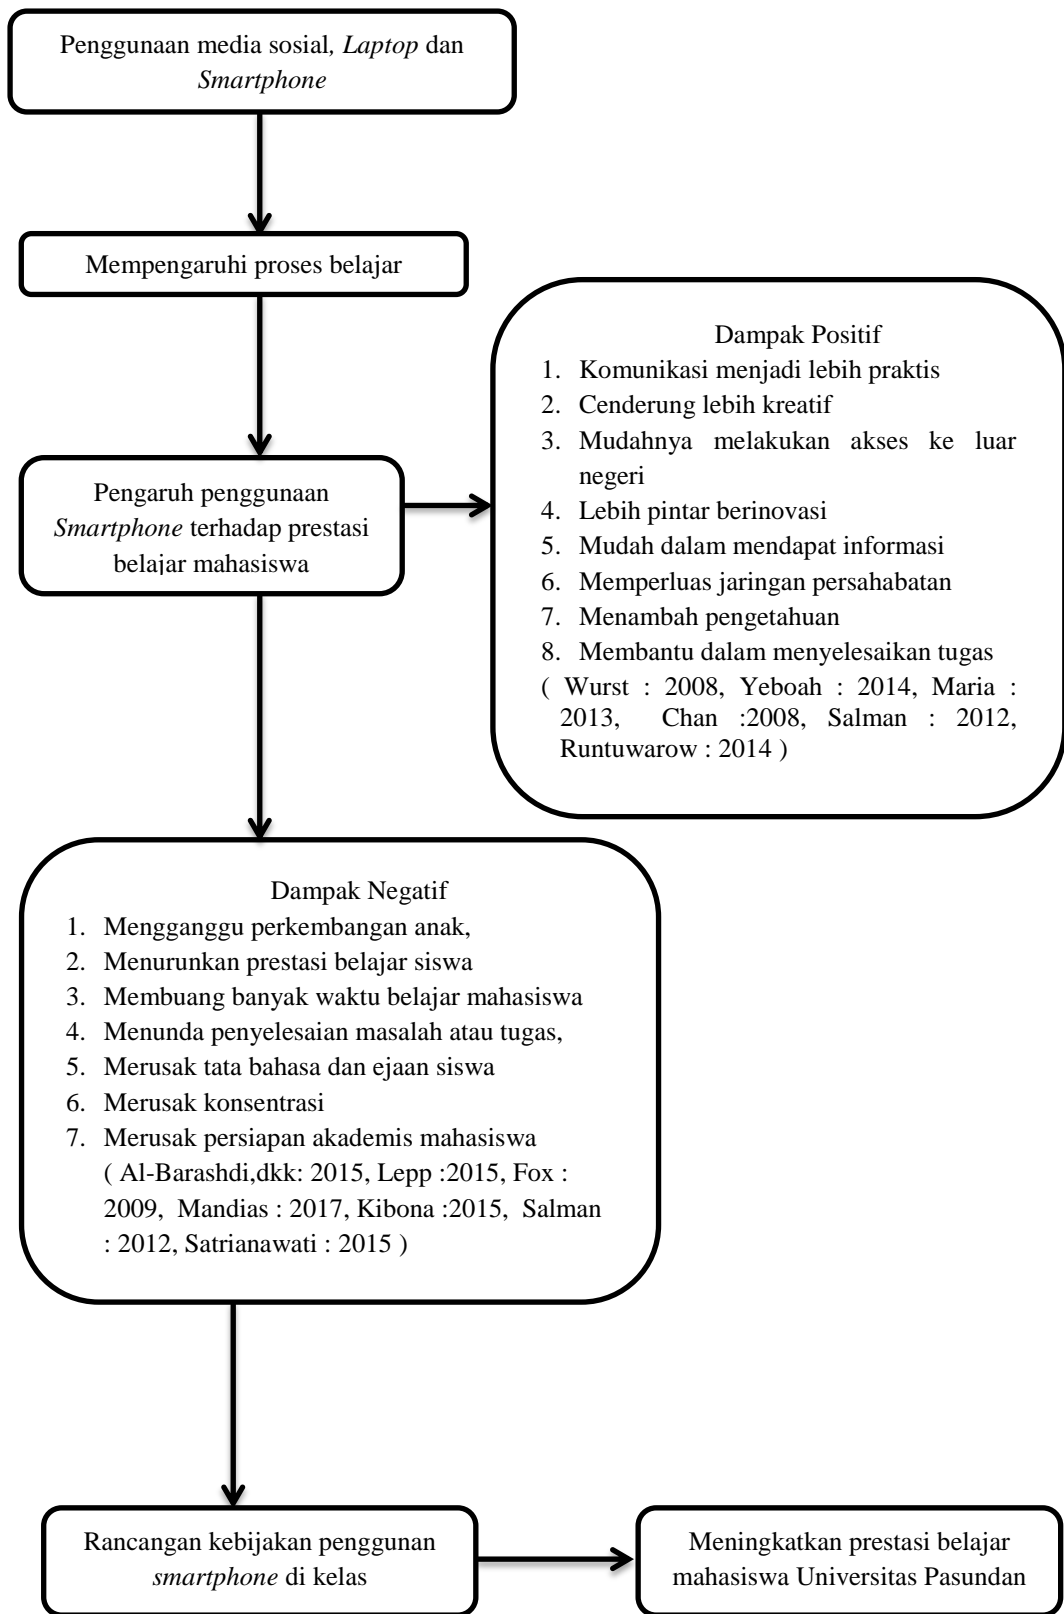 Penggunaan media sosial, Laptop dan
Smartphone
Mempengaruhi proses belajar
Pengaruh penggunaan
Smartphone terhadap prestasi
belajar mahasiswa
Dampak Positif
1. Komunikasi menjadi lebih praktis
2. Cenderung lebih kreatif
3. Mudahnya melakukan akses ke luar
negeri
4. Lebih pintar berinovasi
5. Mudah dalam mendapat informasi
6. Memperluas jaringan persahabatan
7. Menambah pengetahuan
8. Membantu dalam menyelesaikan tugas
( Wurst : 2008, Yeboah : 2014, Maria :
2013, Chan :2008, Salman : 2012,
Runtuwarow : 2014 )
Dampak Negatif
1. Mengganggu perkembangan anak,
2. Menurunkan prestasi belajar siswa
3. Membuang banyak waktu belajar mahasiswa
4. Menunda penyelesaian masalah atau tugas,
5. Merusak tata bahasa dan ejaan siswa
6. Merusak konsentrasi
7. Merusak persiapan akademis mahasiswa
( Al-Barashdi,dkk: 2015, Lepp :2015, Fox :
2009, Mandias : 2017, Kibona :2015, Salman
: 2012, Satrianawati : 2015 )
Rancangan kebijakan penggunan
smartphone di kelas
Meningkatkan prestasi belajar
mahasiswa Universitas Pasundan